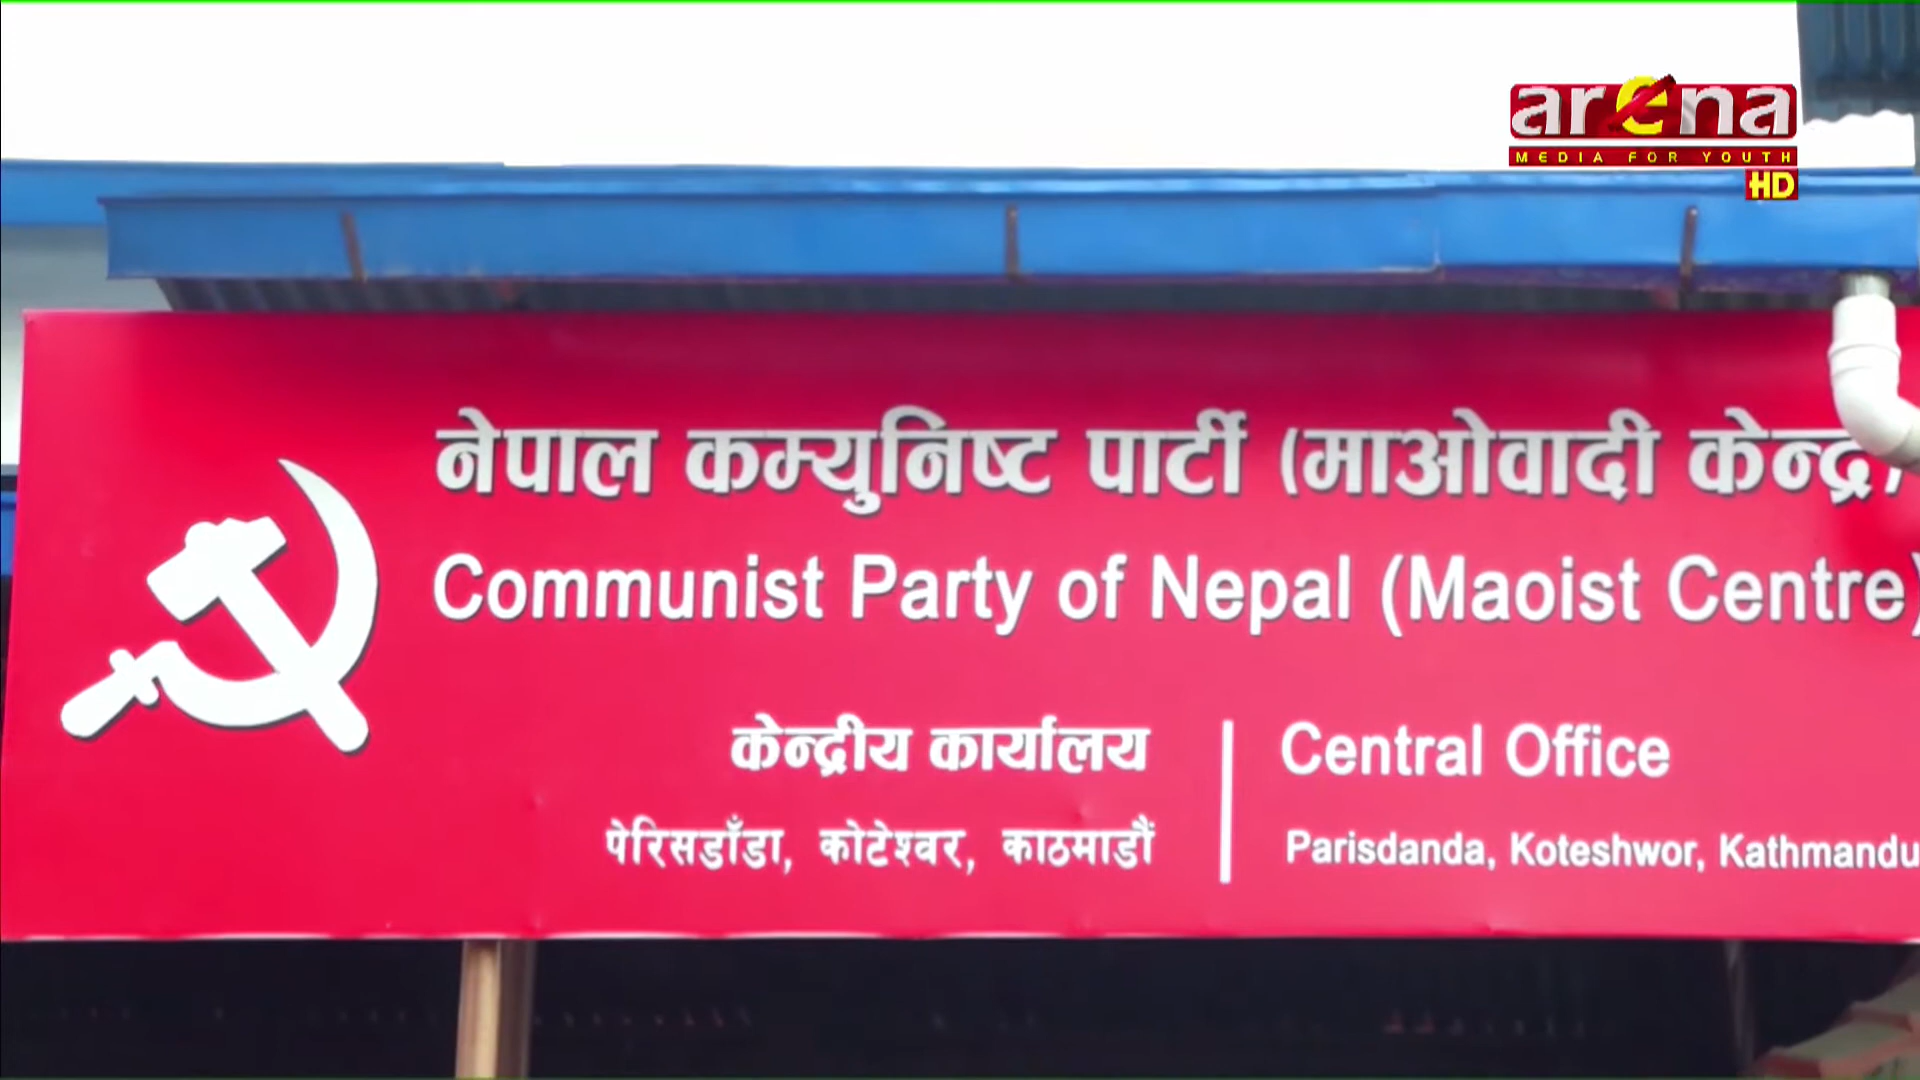 arena
MEDIA FOR YOUTH
HD
नेपाल कम्युनिष्ट पार्टी (माओवादी केन्द्र)
Communist Party of Nepal (Maoist Centre)
केन्द्रीय कार्यालय
पेरिसडाँडा, कोटेश्वर, काठमाडौं
Central Office
Parisdanda, Koteshwor, Kathmandu